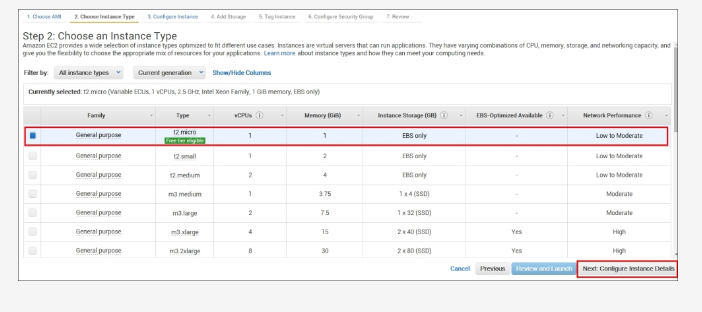 1. Choose AMI 2. Choose Instance Type 3. Configure Instance 4. Add Storage 5. Tag Instance 6. Configure Security Group 7. Review
Step 2: Choose an Instance Type
Amazon EC2 provides a wide selection of instance types optimized to fit different use cases. Instances are virtual servers that can run applications. They have varying combinations of CPU, memory, storage, and networking capacity, and
give you the flexibility to choose the appropriate mix of resources for your applications. Learn more about instance types and how they can meet your computing needs.
Filter by: All instance types Current generation Show/Hide Columns
Currently selected: t2.micro (Variable ECUs, 1 vCPUs, 2.5 GHz, Intel Xeon Family, 1 GiB memory, EBS only)
Family Type vCPUs Memory (GiB) Instance Storage (GB) EBS-Optimized Available Network Performance
General purpose t2.micro 1 1 EBS only - Low to Moderate
Free tier eligible
General purpose t2.small 1 2 EBS only - Low to Moderate
General purpose t2.medium 2 4 EBS only - Low to Moderate
General purpose m3.medium 1 3.75 1 x 4 (SSD) - Moderate
General purpose m3.large 2 7.5 1 x 32 (SSD) - Moderate
General purpose m3.xlarge 4 15 2 x 40 (SSD) Yes High
General purpose m3.2xlarge 8 30 2 x 80 (SSD) Yes High
Cancel Previous Review and Launch Next: Configure Instance Details